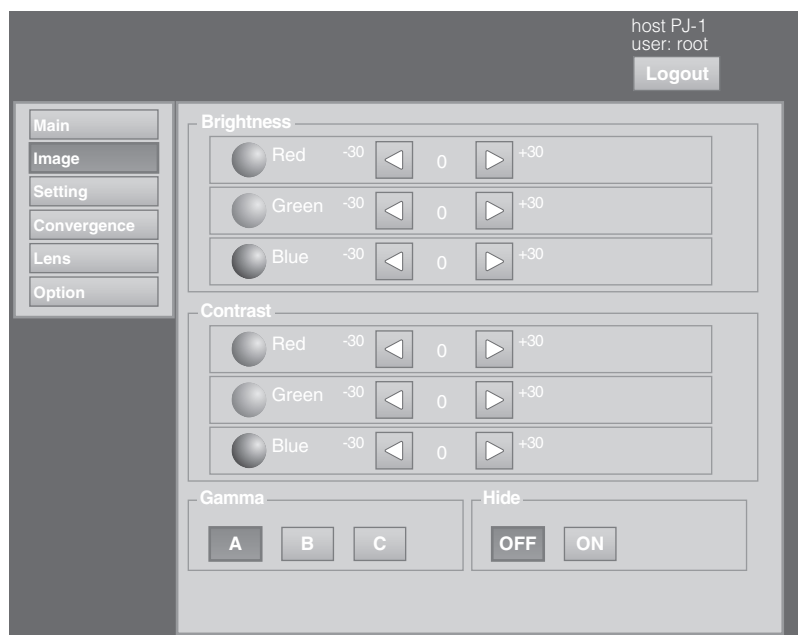 host PJ-1
user: root
Logout
Main
Image
Setting
Convergence
Lens
Option
Brightness
Red -30 0 +30
Green -30 0 +30
Blue -30 0 +30
Contrast
Red -30 0 +30
Green -30 0 +30
Blue -30 0 +30
Gamma
A B C
Hide
OFF ON